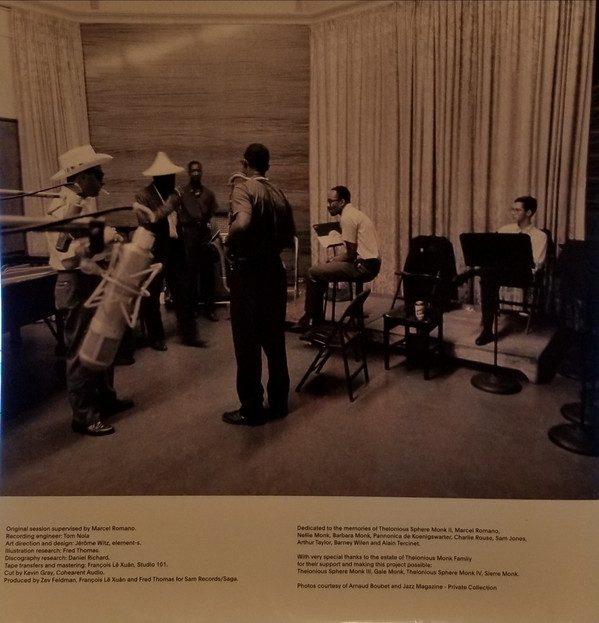 Original session supervised by Marcel Romano.
Recording engineer: Tom Nola
Art direction and design: Jérôme Witz, element-s.
Illustration research: Fred Thomas.
Discography research: Daniel Richard.
Tape transfers and mastering: François Lê Xuân, Studio 101.
Cut by Kevin Gray, Cohearent Audio.
Produced by Zev Feldman, François Lê Xuân and Fred Thomas for Sam Records/Saga.
Dedicated to the memories of Thelonious Sphere Monk II, Marcel Romano,
Nellie Monk, Barbara Monk, Pannonica de Koenigswarter, Charlie Rouse, Sam Jones,
Arthur Taylor, Barney Wilen and Alain Tercinet.
With very special thanks to the estate of Thelonious Monk Family
for their support and making this project possible:
Thelonious Sphere Monk III, Gale Monk, Thelonious Sphere Monk IV, Sierre Monk.
Photos courtesy of Arnaud Boubet and Jazz Magazine - Private Collection